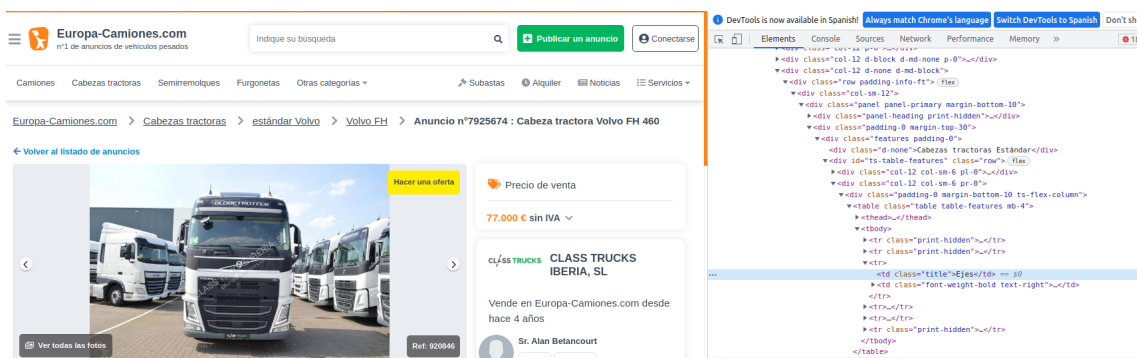 Europa-Camiones.com
n°1 de anuncios de vehículos pesados
Indique su búsqueda
Publicar un anuncio
Conectarse
Camiones Cabezas tractoras Semirremolques Furgonetas Otras categorías Subastas Alquiler Noticias Servicios
Europa-Camiones.com > Cabezas tractoras > estándar Volvo > Volvo FH > Anuncio n°7925674 : Cabeza tractora Volvo FH 460
Volver al listado de anuncios
Hacer una oferta
GLOBETROTTER
Ver todas las fotos
Ref: 920846
Precio de venta
77.000 € sin IVA
CLASS TRUCKS CLASS TRUCKS
IBERIA, SL
Vende en Europa-Camiones.com desde
hace 4 años
Sr. Alan Betancourt
DevTools is now available in Spanish! Always match Chrome's language Switch DevTools to Spanish Don't sh
Elements Console Sources Network Performance Memory » 18
<div class="col-12 p-0">…</div>
<div class="col-12 d-block d-md-none p-0">…</div>
<div class="col-12 d-none d-md-block">
<div class="row padding-info-ft"> flex
<div class="col-sm-12">
<div class="panel panel-primary margin-bottom-10">
<div class="panel-heading print-hidden">…</div>
<div class="padding-0 margin-top-30">
<div class="features padding-0">
<div class="d-none">Cabezas tractoras Estándar</div>
<div id="ts-table-features" class="row"> flex
<div class="col-12 col-sm-6 pl-0">…</div>
<div class="col-12 col-sm-6 pr-0">
<div class="padding-0 margin-bottom-10 ts-flex-column">
<table class="table table-features mb-4">
<thead>…</thead>
<tbody>
<tr class="print-hidden">…</tr>
<tr class="print-hidden">…</tr>
<tr>
… <td class="title">Ejes</td> == $0
<td class="font-weight-bold text-right">…</td>
</tr>
<tr>…</tr>
<tr>…</tr>
<tr class="print-hidden">…</tr>
</tbody>
</table>